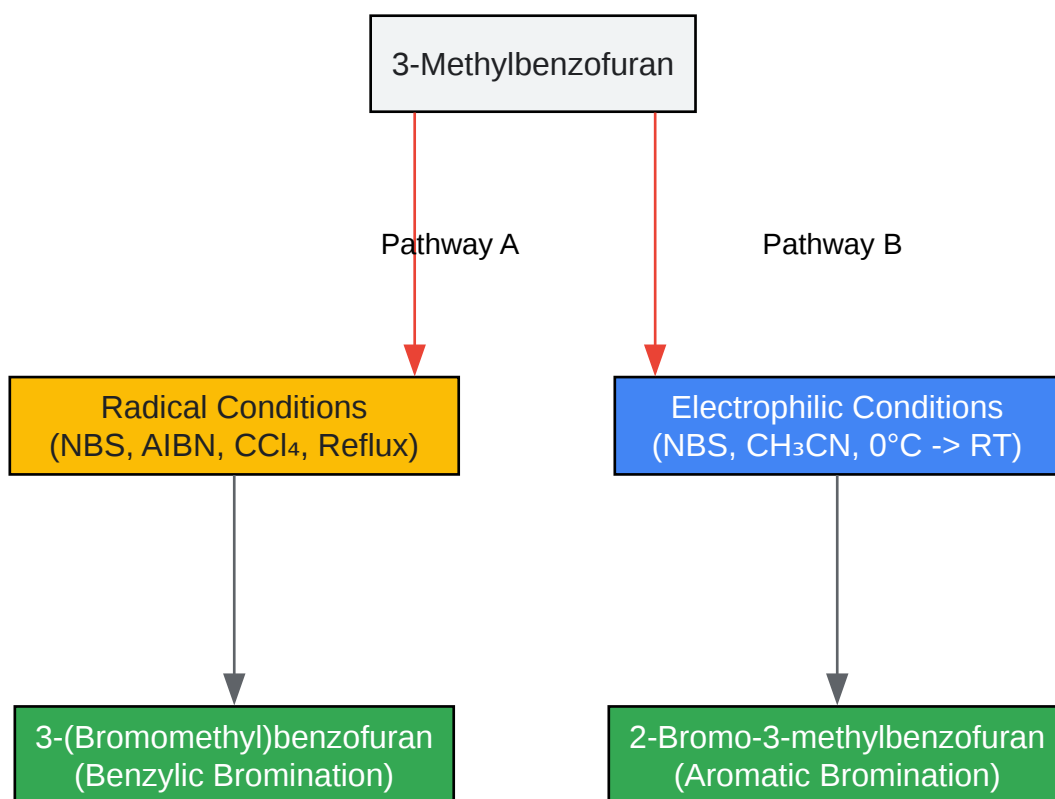 3-Methylbenzofuran
Pathway A
Pathway B
Radical Conditions
(NBS, AIBN, CCl₄, Reflux)
Electrophilic Conditions
(NBS, CH₃CN, 0°C -> RT)
3-(Bromomethyl)benzofuran
(Benzylic Bromination)
2-Bromo-3-methylbenzofuran
(Aromatic Bromination)